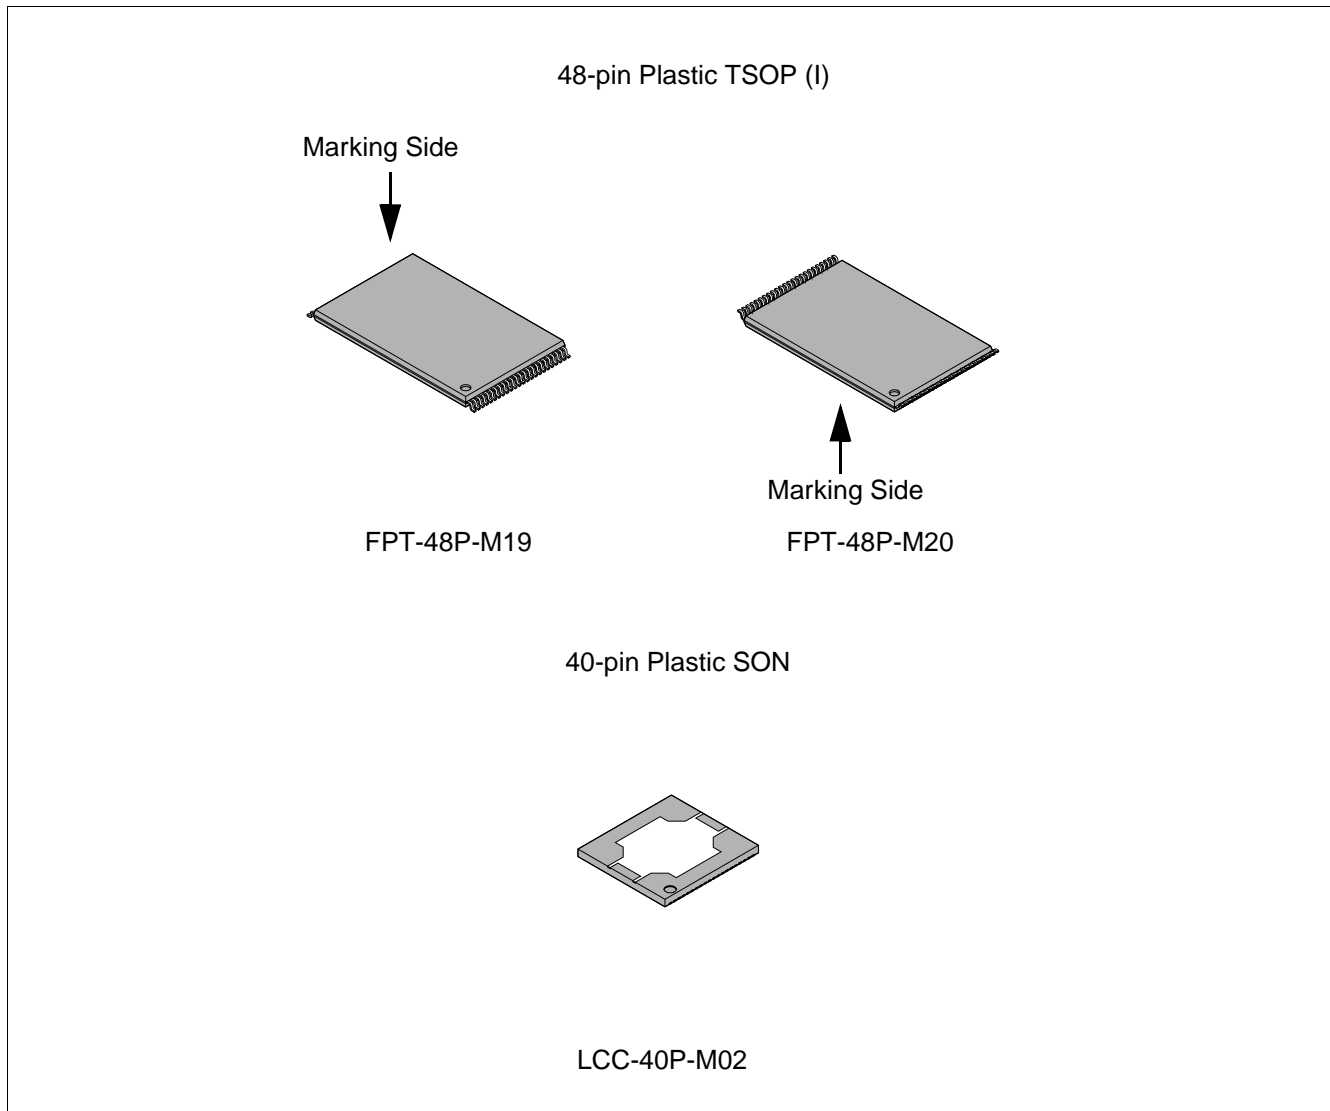 48-pin Plastic TSOP (I)
Marking Side
Marking Side
FPT-48P-M19
FPT-48P-M20
40-pin Plastic SON
LCC-40P-M02